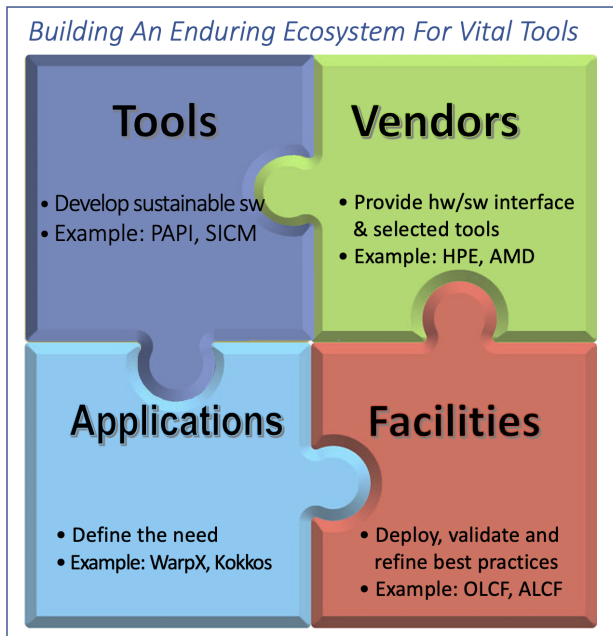 Building An Enduring Ecosystem For Vital Tools
Tools
• Develop sustainable sw
• Example: PAPI, SICM
Vendors
• Provide hw/sw interface
& selected tools
• Example: HPE, AMD
Applications
• Define the need
• Example: WarpX, Kokkos
Facilities
• Deploy, validate and
refine best practices
• Example: OLCF, ALCF